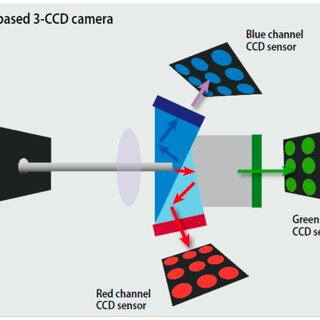 based 3-CCD camera
Blue channel
CCD sensor
Green
CCD se
Red channel
CCD sensor